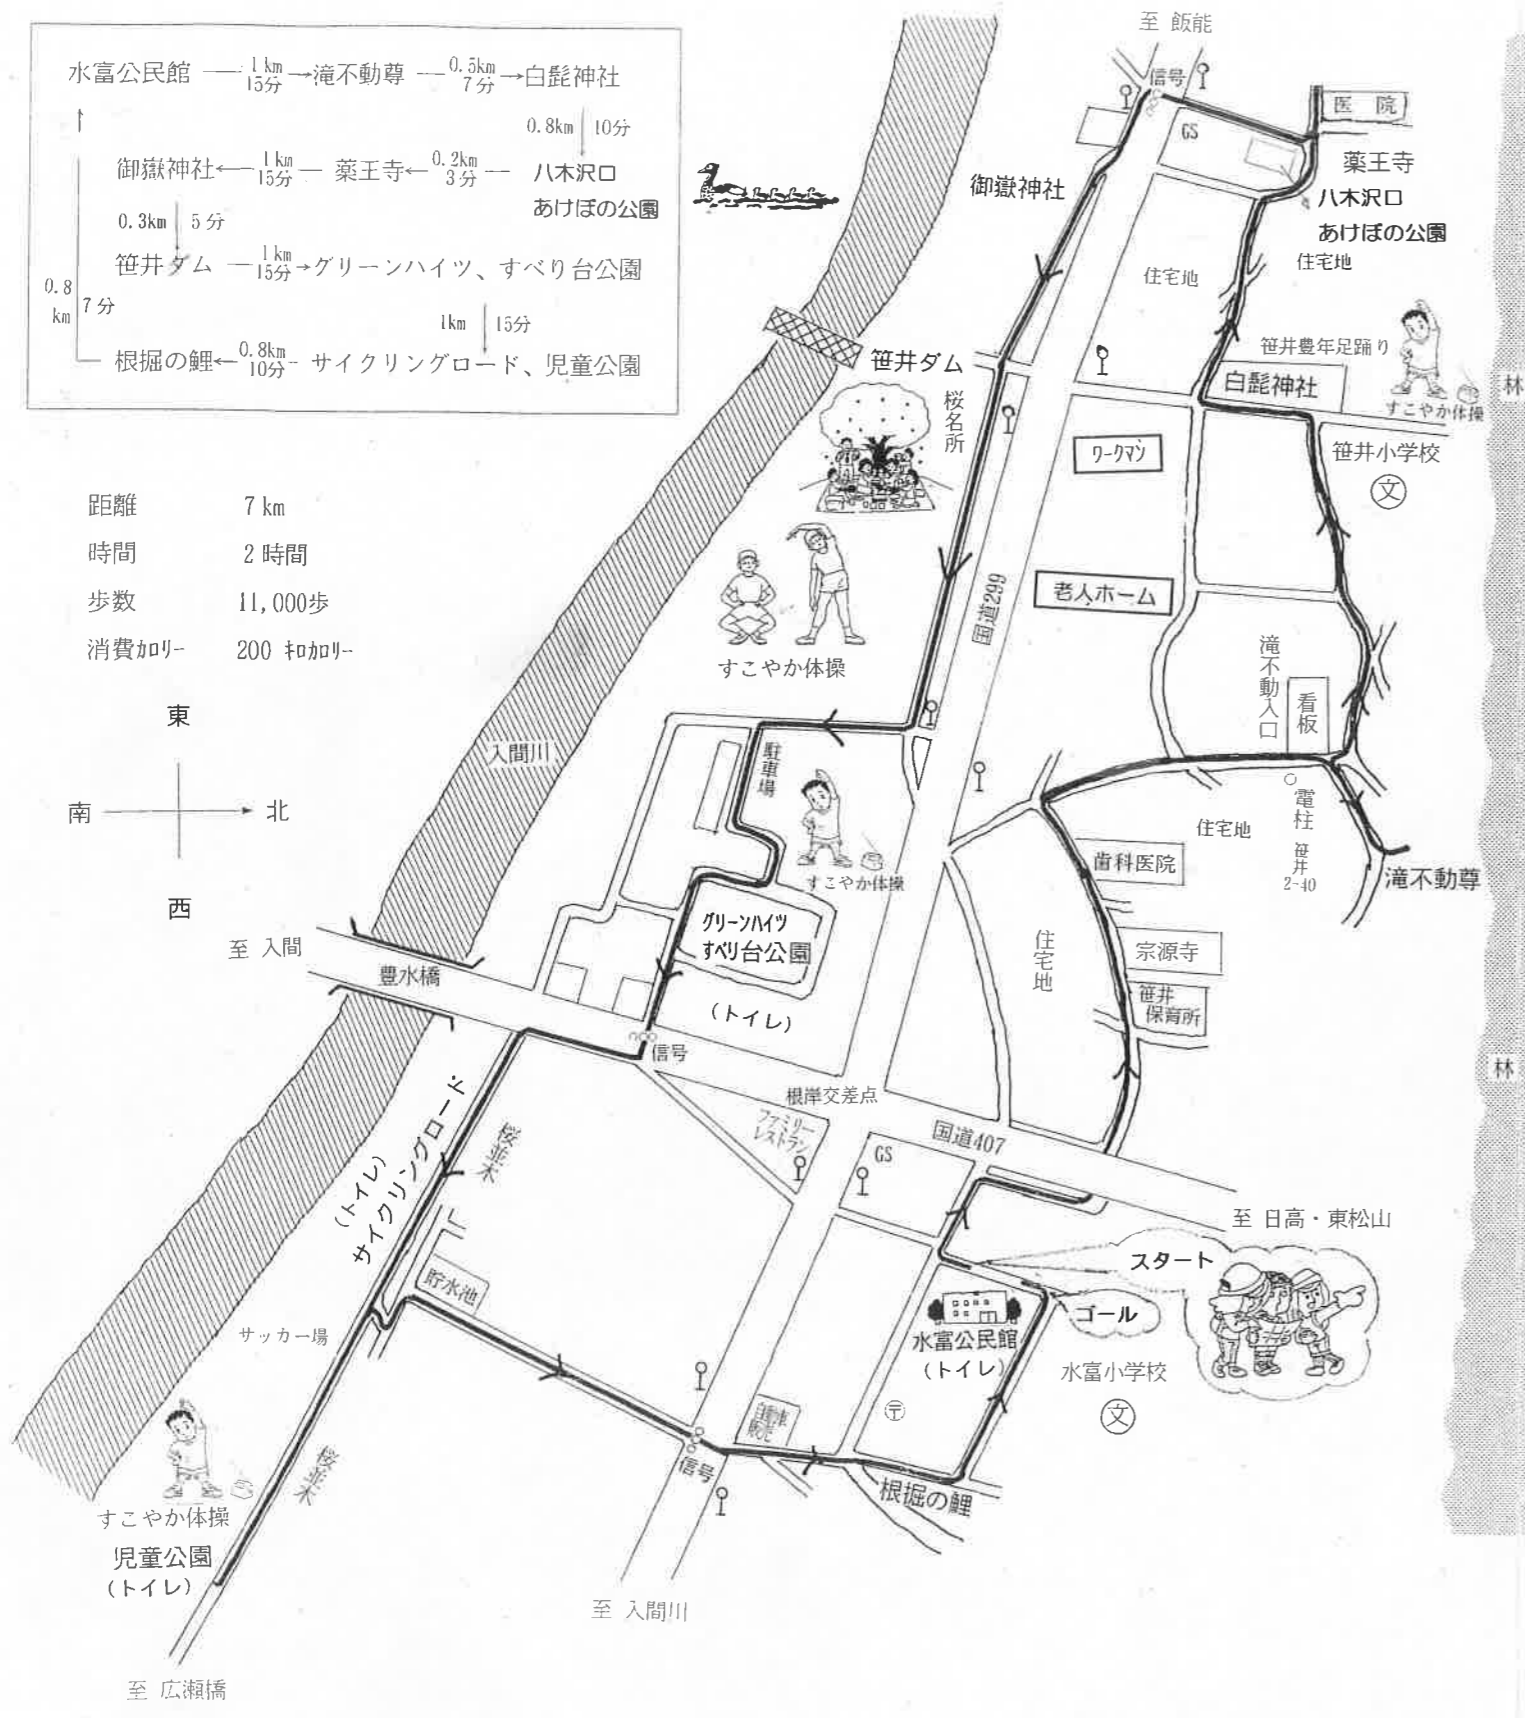 水富公民館 1km 15分→滝不動尊 0.5km 7分→白髭神社
0.8km 10分
御嶽神社←1km 15分 薬王寺←0.2km 3分 八木沢口
あけぼの公園
0.3km 5分
笹井ダム 1km 15分→グリーンハイツ、すべり台公園
0.8km 7分
1km 15分
根掘の鯉←0.8km 10分 サイクリングロード、児童公園
距離 7km
時間 2時間
歩数 11,000歩
消費カロリー 200 キロカロリー
東
南
北
西
至 飯能
信号
GS
医院
薬王寺
八木沢口
あけぼの公園
御嶽神社
住宅地
住宅地
笹井豊年足踊り
白髭神社
すこやか体操
林
笹井小学校
文
笹井ダム
桜名所
ワークマン
老人ホーム
国道299
すこやか体操
滝不動入口
看板
入間川
駐車場
すこやか体操
電柱 笹井 2-40
住宅地
滝不動尊
歯科医院
グリーンハイツ
すべり台公園
(トイレ)
住宅地
宗源寺
笹井
保育所
至 入間
豊水橋
信号
林
根岸交差点
ファミリー
レストラン
GS
国道407
至 日高・東松山
桜並木
(トイレ)
サイクリングロード
スタート
ゴール
貯水池
水富公民館
(トイレ)
水富小学校
文
〒
サッカー場
信号
根掘の鯉
桜並木
すこやか体操
児童公園
(トイレ)
至 入間川
至 広瀬橋